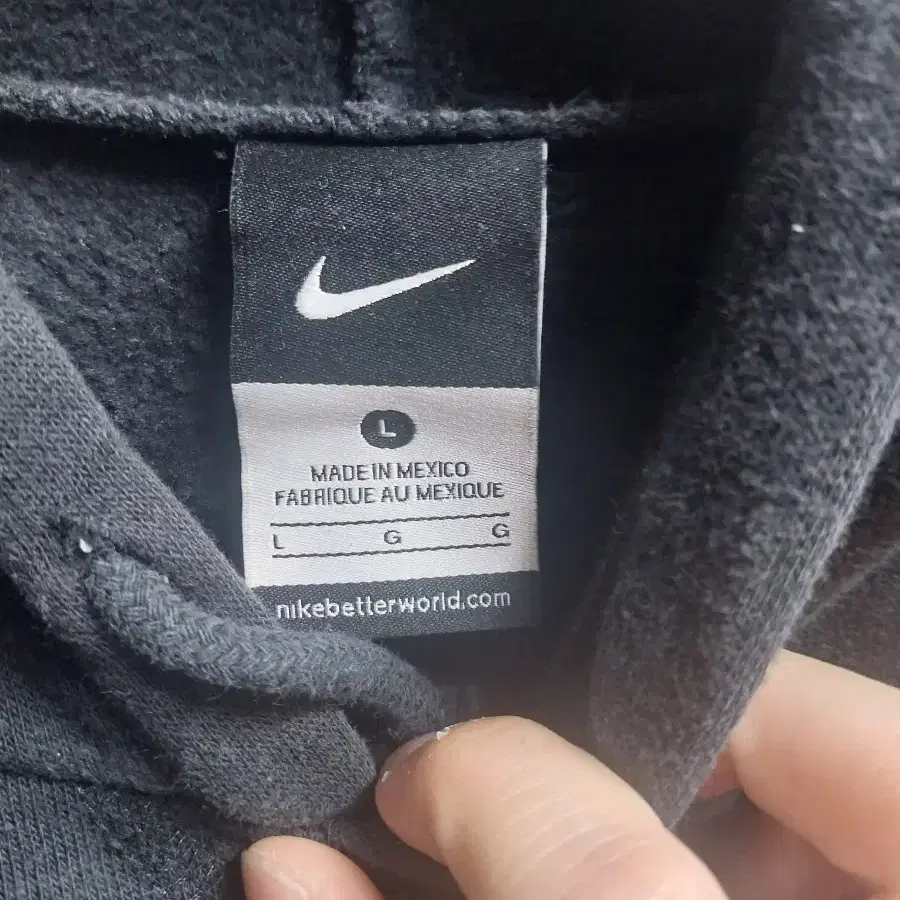 L
MADE IN MEXICO
FABRIQUE AU MEXIQUE
L G G
nikebetterworld.com